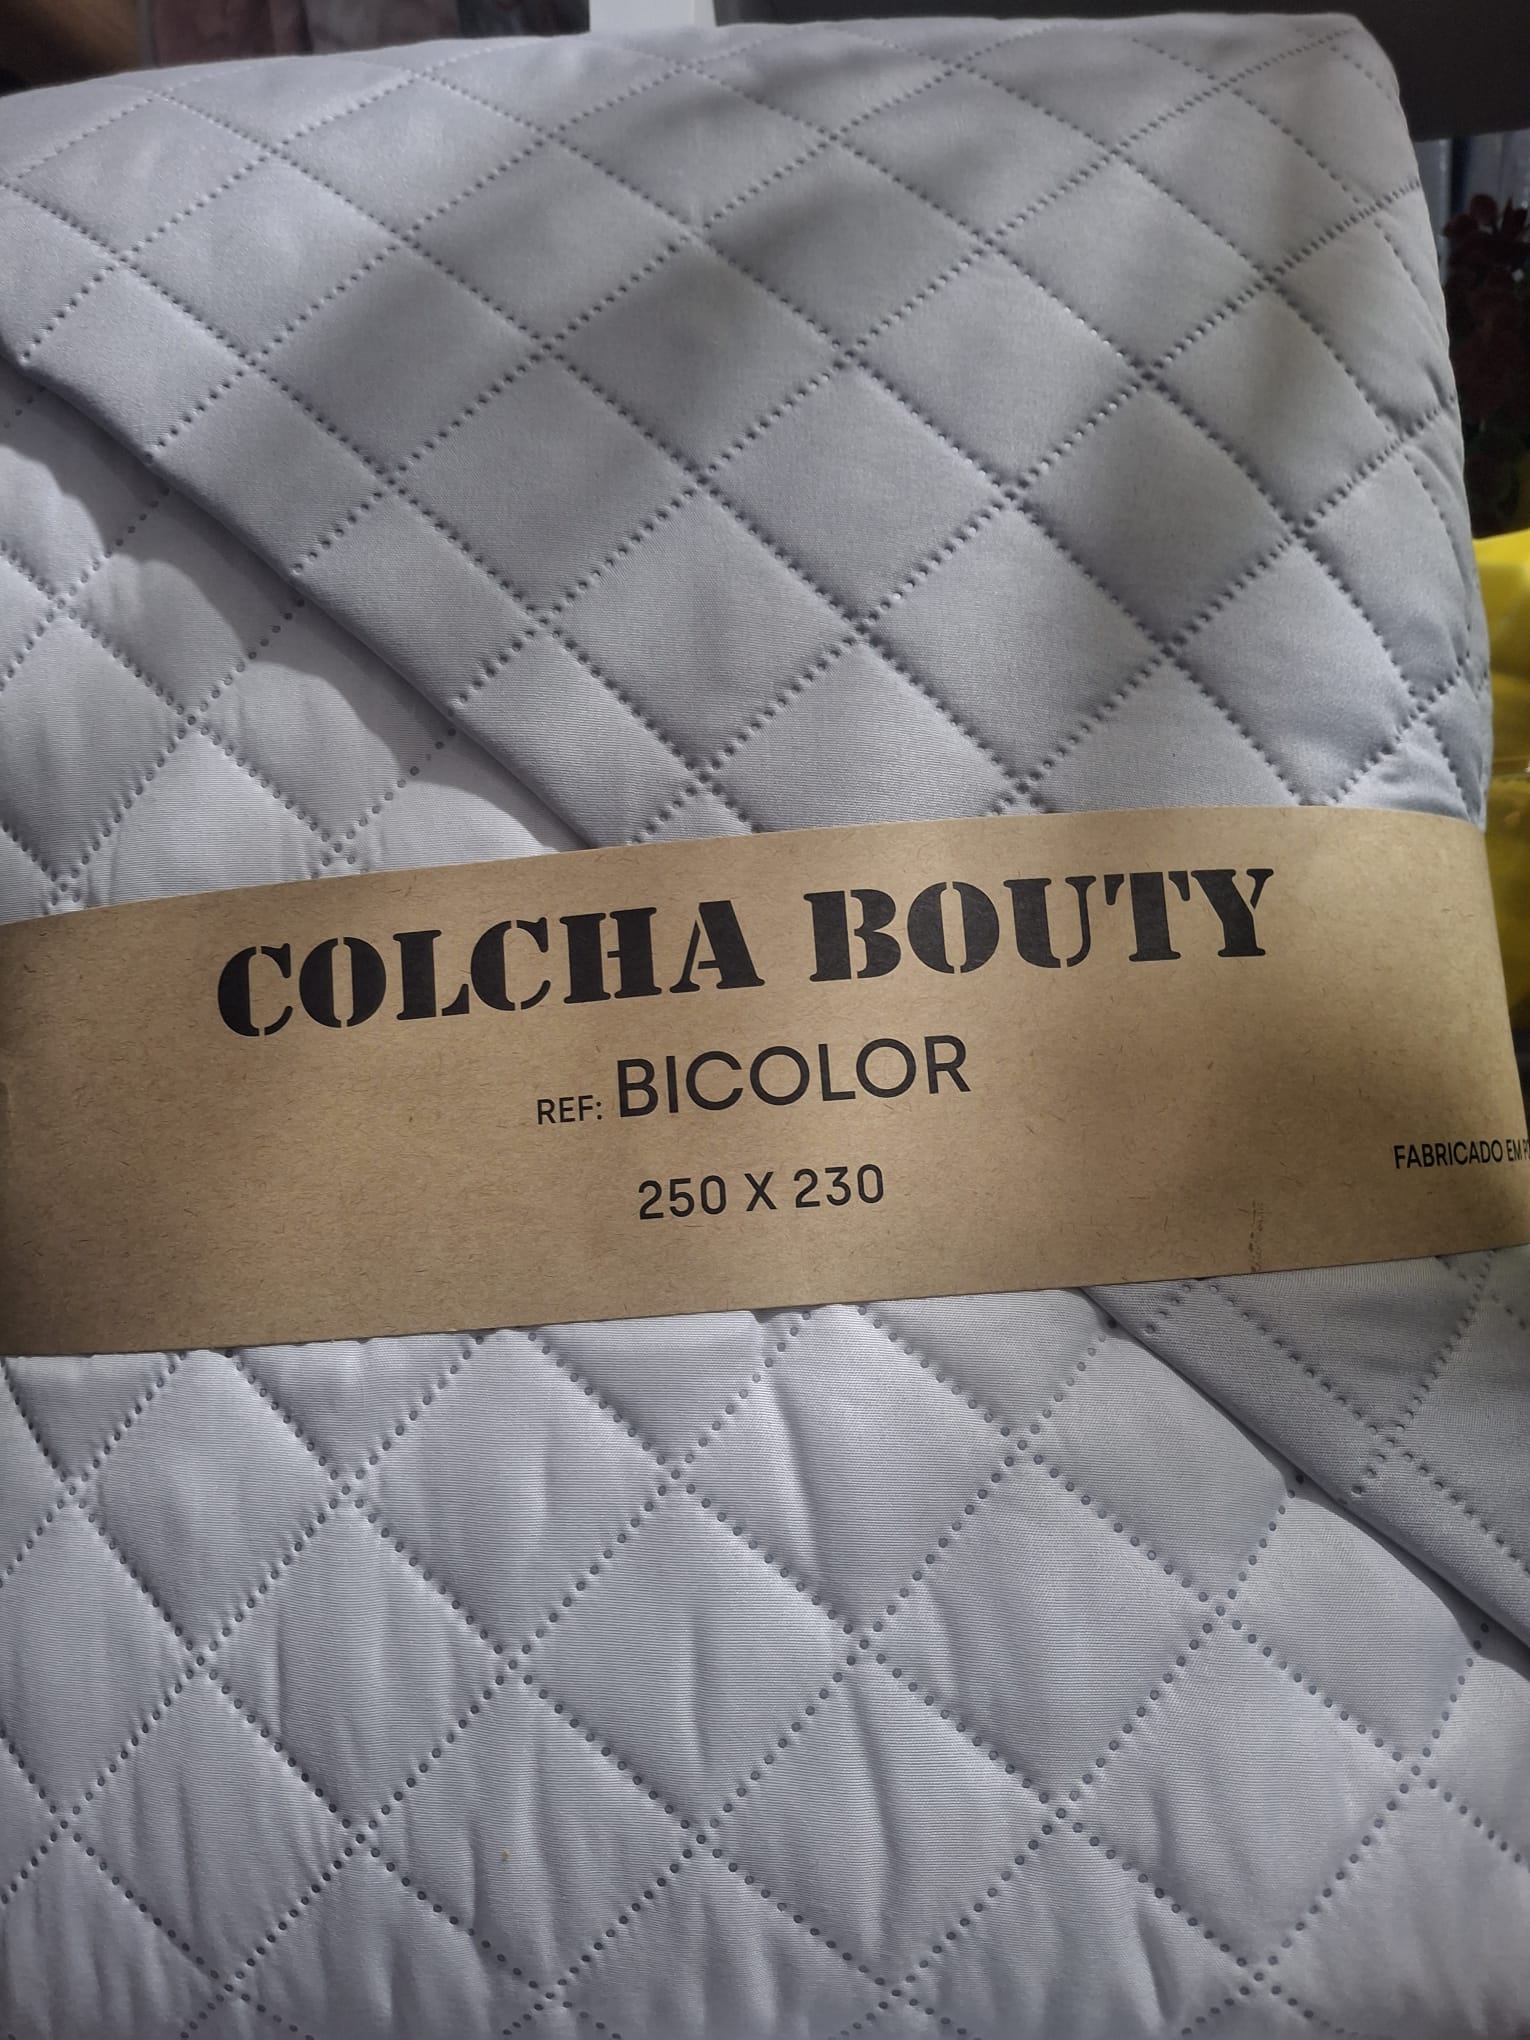 COLCHA BOUTY
REF: BICOLOR
250 X 230
FABRICADO EM